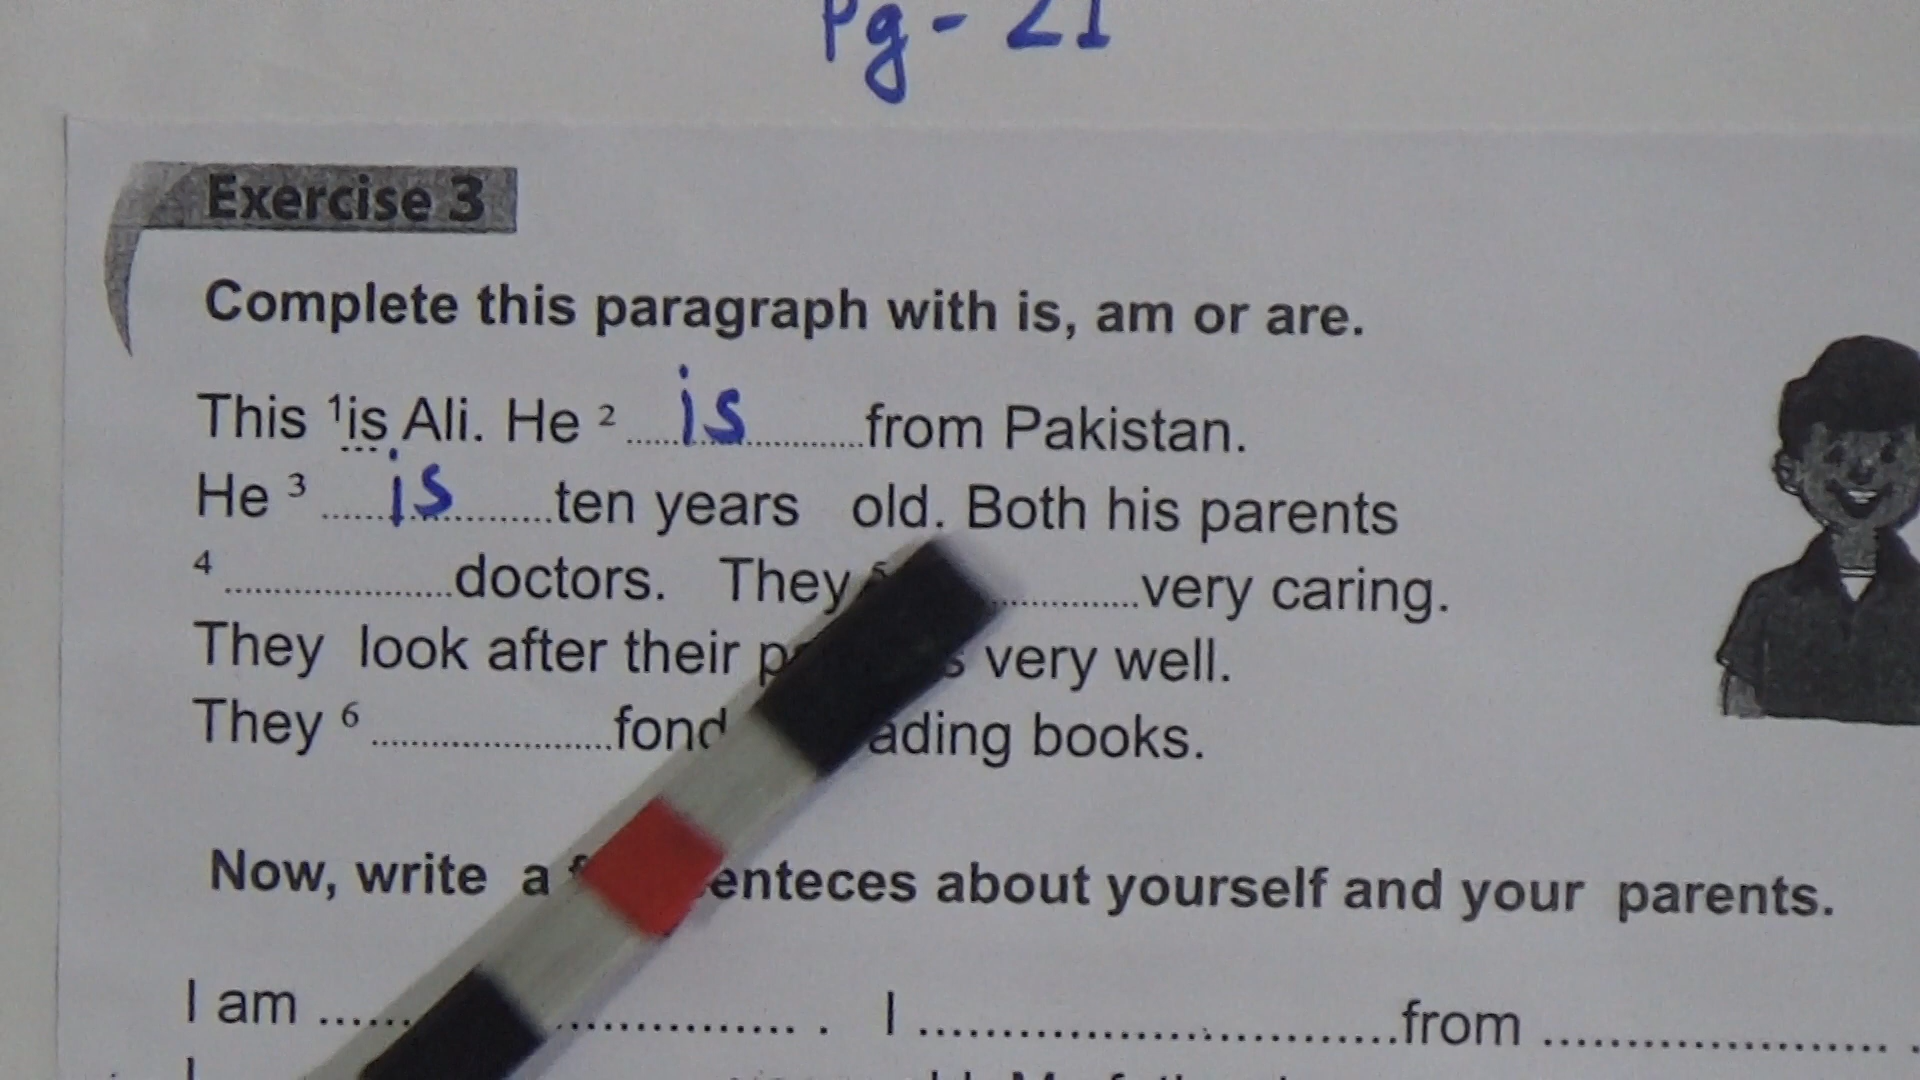 Pg - 21
Exercise 3
Complete this paragraph with is, am or are.
This ¹is Ali. He ² is from Pakistan.
He ³ is ten years old. Both his parents
⁴ ................ doctors. They ................ very caring.
They look after their very well.
They ⁶ ................ fond books.
Now, write a about yourself and your parents.
I am ................ . I ................ from ................ .